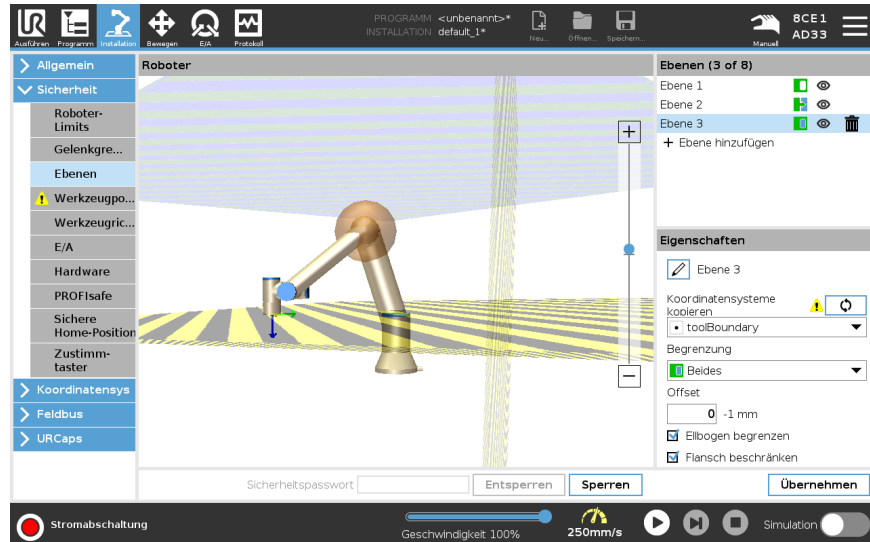 PROGRAMM <unbenannt>*
INSTALLATION default_1*
8CE1
AD33
Ausführen Programm Installation Bewegen E/A Protokoll Neu... Öffnen... Speichern... Manuell
Allgemein
Sicherheit
Roboter-
Limits
Gelenkgre...
Ebenen
Werkzeugpo...
Werkzeugric...
E/A
Hardware
PROFIsafe
Sichere
Home-Position
Zustimm-
taster
Koordinatensys
Feldbus
URCaps
Roboter
+
−
Ebenen (3 of 8)
Ebene 1
Ebene 2
Ebene 3
+ Ebene hinzufügen
Eigenschaften
Ebene 3
Koordinatensysteme
kopieren
toolBoundary
Begrenzung
Beides
Offset
0 -1 mm
Ellbogen begrenzen
Flansch beschränken
Sicherheitspasswort Entsperren Sperren Übernehmen
Stromabschaltung
Geschwindigkeit 100%
250mm/s
Simulation